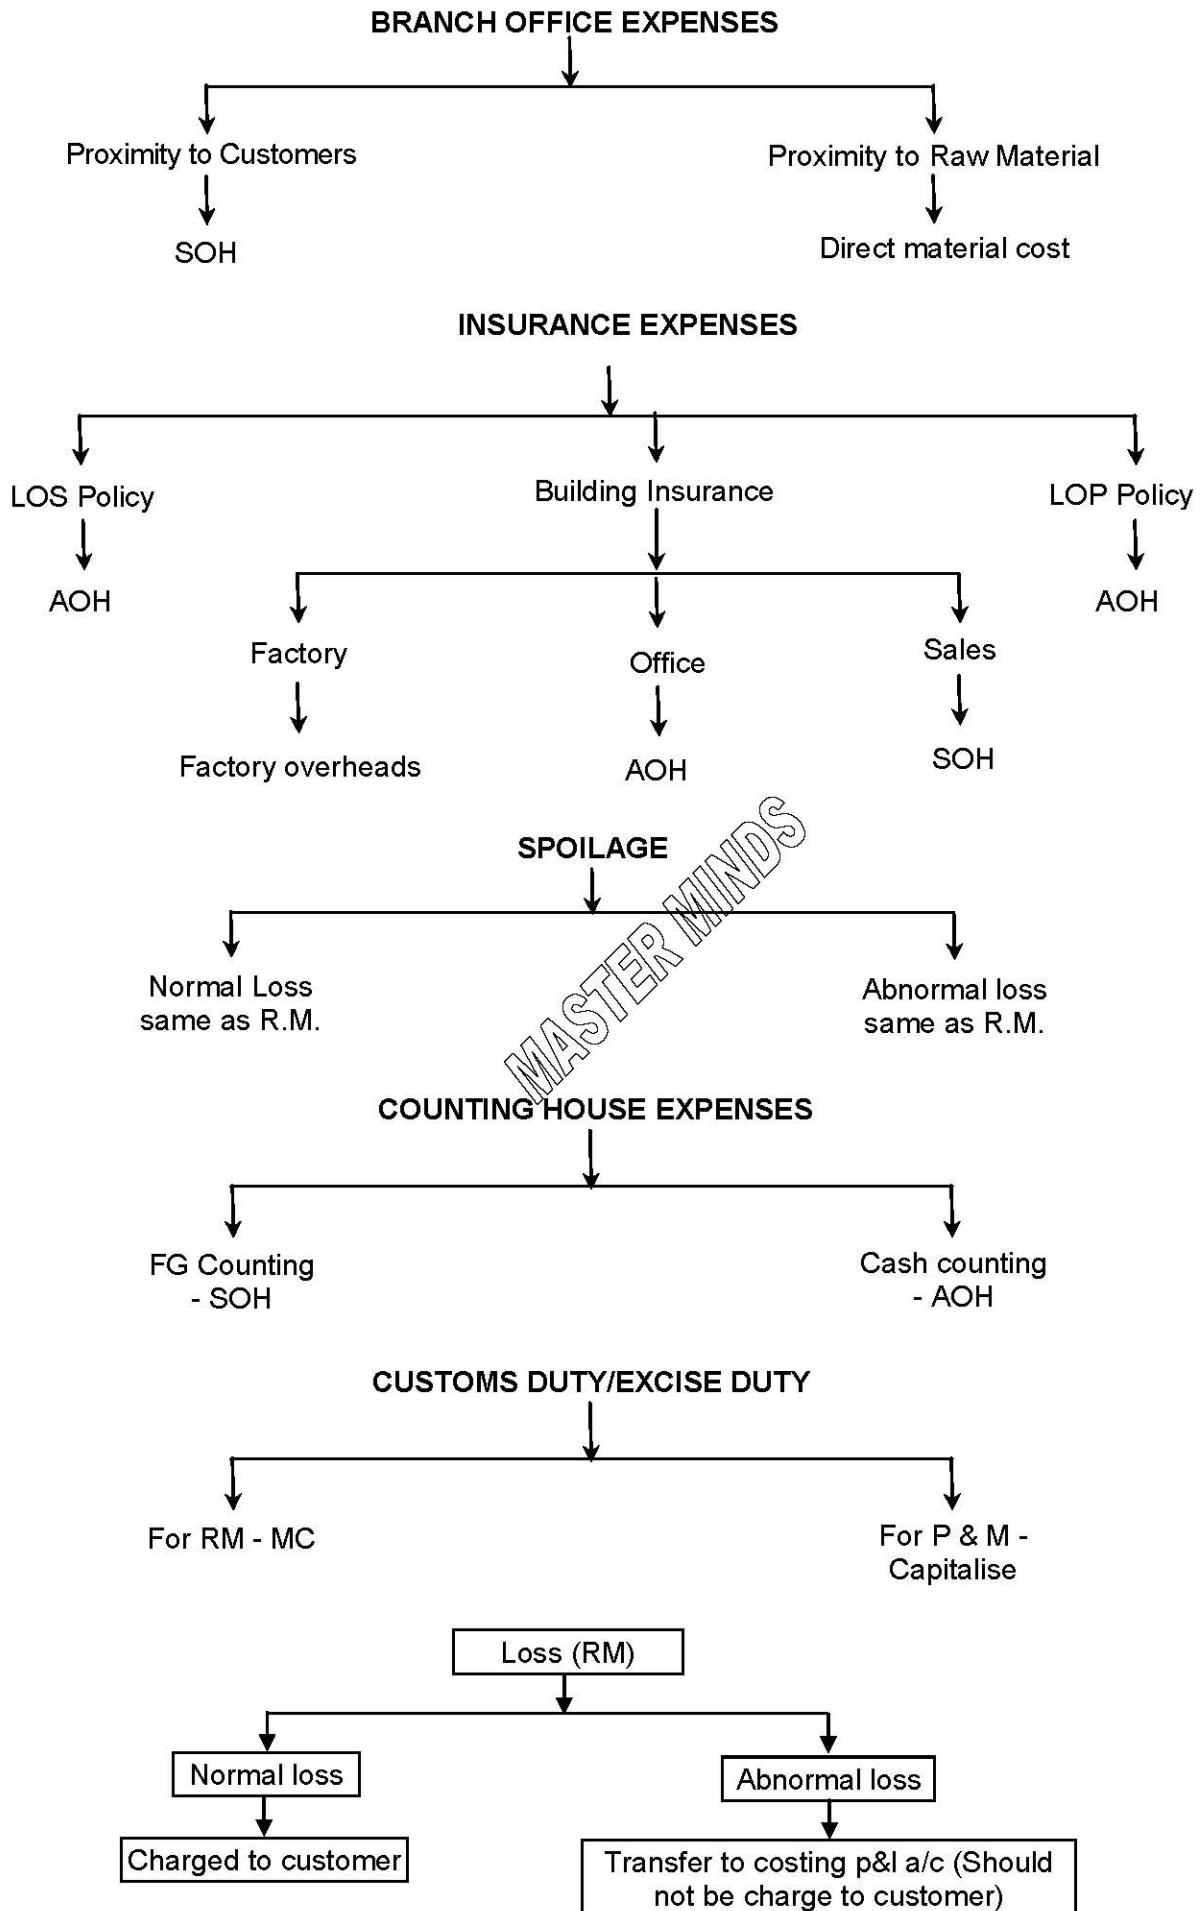 BRANCH OFFICE EXPENSES
Proximity to Customers
Proximity to Raw Material
SOH
Direct material cost
INSURANCE EXPENSES
LOS Policy
Building Insurance
LOP Policy
AOH
AOH
Factory
Office
Sales
Factory overheads
AOH
SOH
MASTER MINDS
SPOILAGE
Normal Loss
same as R.M.
Abnormal loss
same as R.M.
COUNTING HOUSE EXPENSES
FG Counting
- SOH
Cash counting
- AOH
CUSTOMS DUTY/EXCISE DUTY
For RM - MC
For P & M -
Capitalise
Loss (RM)
Normal loss
Abnormal loss
Charged to customer
Transfer to costing p&l a/c (Should
not be charge to customer)